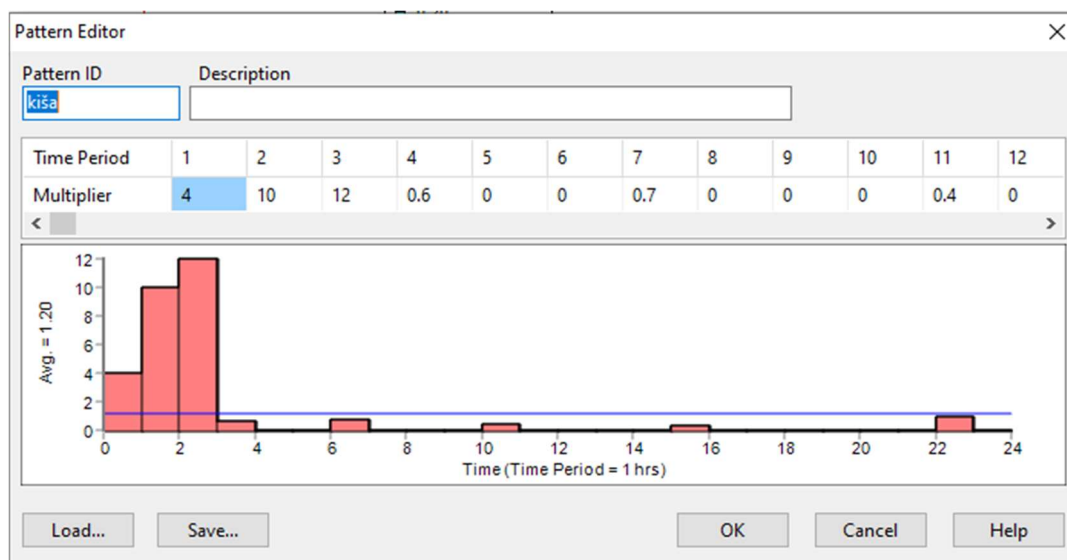 Pattern Editor
Pattern ID Description
kiša
Time Period 1 2 3 4 5 6 7 8 9 10 11 12
Multiplier 4 10 12 0.6 0 0 0.7 0 0 0 0.4 0
Avg. = 1.20
12
10
8
6
4
2
0
0 2 4 6 8 10 12 14 16 18 20 22 24
Time (Time Period = 1 hrs)
Load... Save... OK Cancel Help